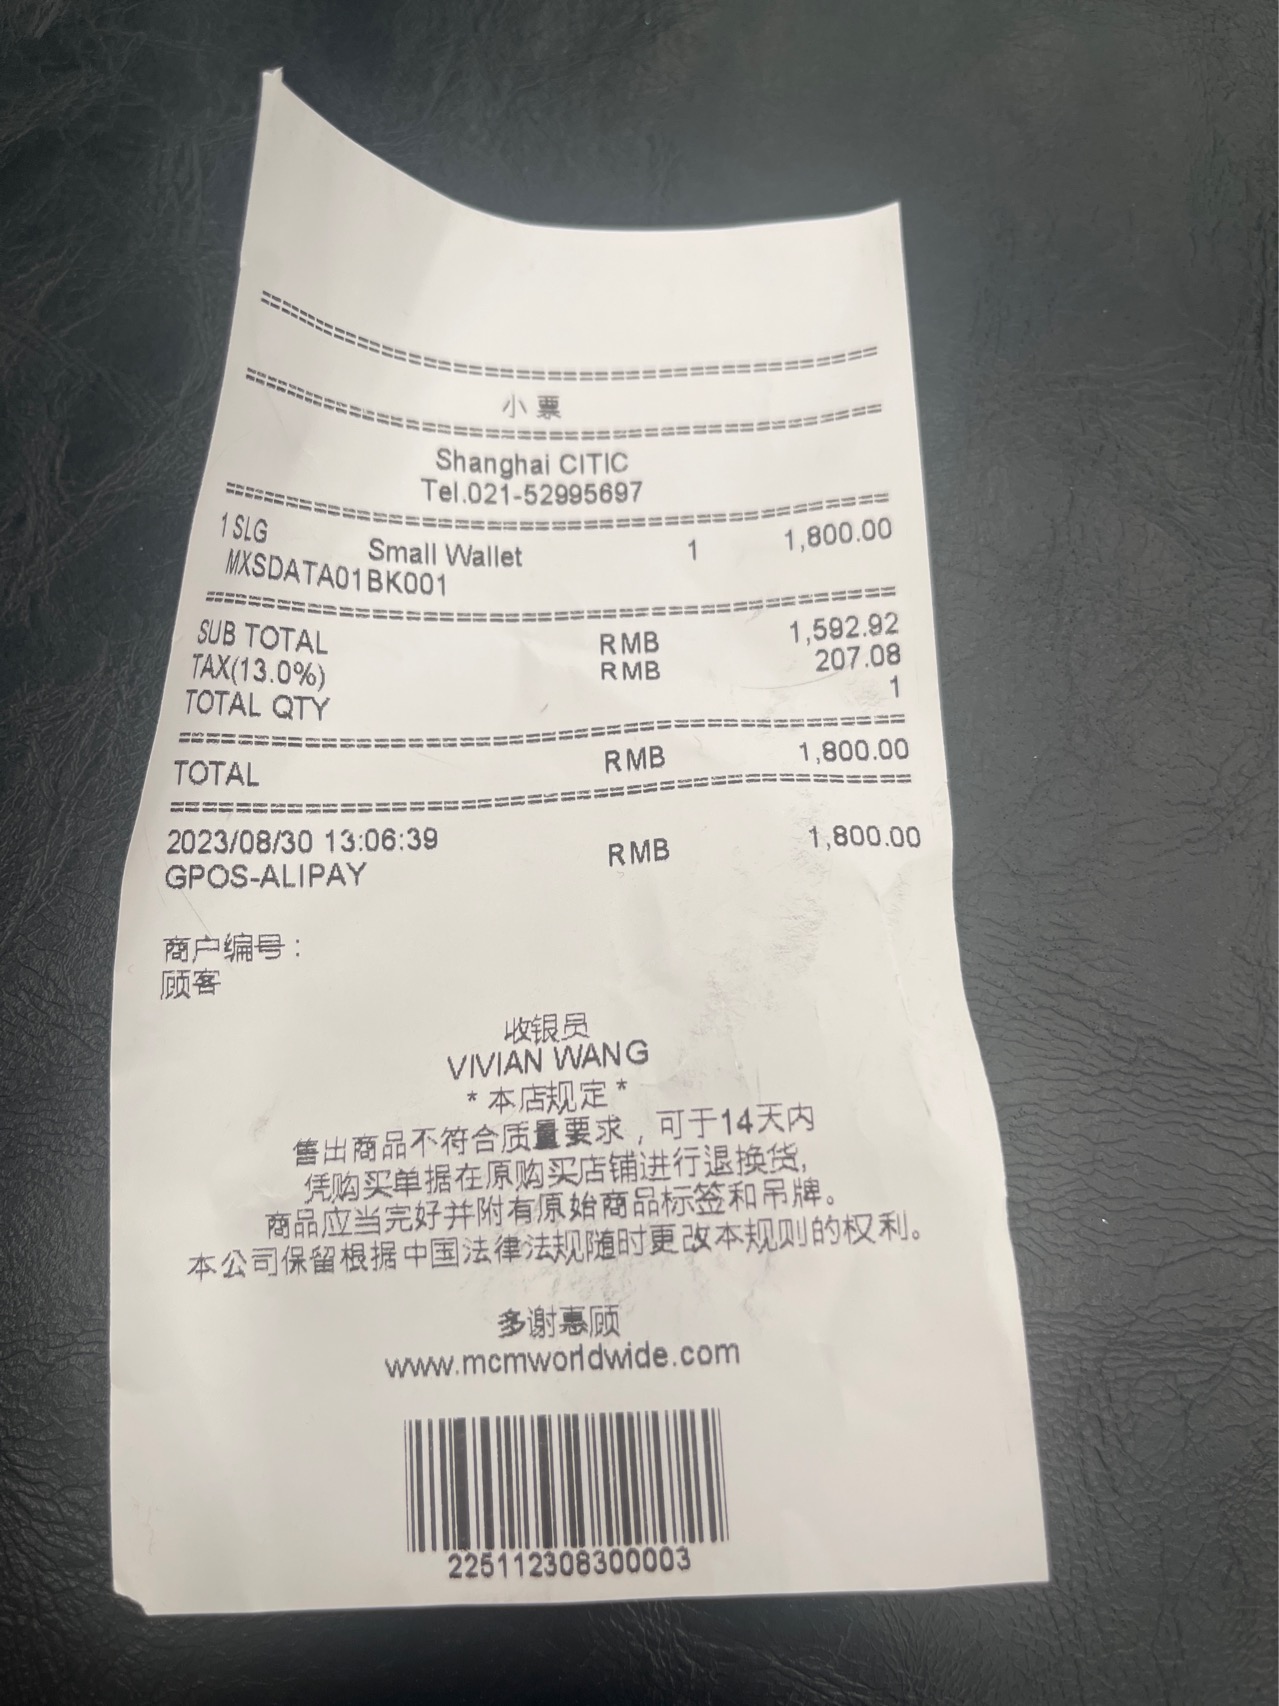 ==========================================
小票
==========================================
Shanghai CITIC
Tel.021-52995697
==========================================
1 SLG Small Wallet 1 1,800.00
MXSDATA01BK001
==========================================
SUB TOTAL RMB 1,592.92
TAX(13.0%) RMB 207.08
TOTAL QTY 1
==========================================
TOTAL RMB 1,800.00
==========================================
2023/08/30 13:06:39
GPOS-ALIPAY RMB 1,800.00
商户编号：
顾客
收银员
VIVIAN WANG
*本店规定*
售出商品不符合质量要求，可于14天内
凭购买单据在原购买店铺进行退换货，
商品应当完好并附有原始商品标签和吊牌。
本公司保留根据中国法律法规随时更改本规则的权利。
多谢惠顾
www.mcmworldwide.com
225112308300003